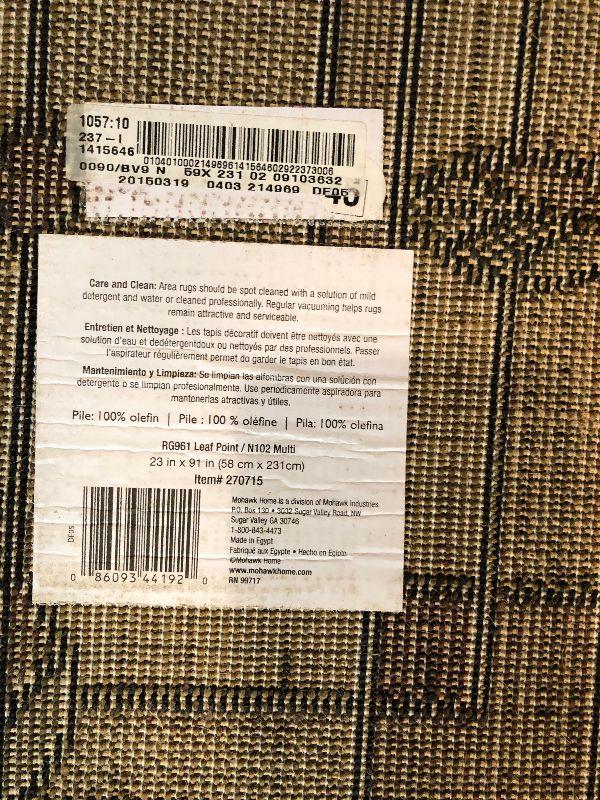 1057:10
237-I
1415646
0104010002149696141564602922373006
0090/BV9 N 59X 231 02 09103632
20150319 0403 214969 DF05
40
Care and Clean: Area rugs should be spot cleaned with a solution of mild
detergent and water or cleaned professionally. Regular vacuuming helps rugs
remain attractive and serviceable.
Entretien et Nettoyage : Les tapis décoratif doivent être nettoyés avec une
solution d'eau et dedétergentdoux ou nettoyés par des professionnels. Passer
l'aspirateur régulièrement permet do garder le tapis en bon état.
Mantenimiento y Limpieza: Se limpian las alfombras con una solución con
detergente o se limpian profesionalmente. Use periodicamente aspiradora para
mantenerlas atractivas y útiles.
Pile: 100% olefin | Pile : 100 % oléfine | Pila: 100% olefina
RG961 Leaf Point / N102 Multi
23 in x 91 in (58 cm x 231cm)
Item# 270715
DF05
0 86093 44192 0
Mohawk Home is a division of Mohawk Industries
P.O. Box 130 • 3032 Sugar Valley Road, NW
Sugar Valley GA 30746
1-800-843-4473
Made in Egypt
Fabriqué aux Egypte • Hecho en Egipto
©Mohawk Home
www.mohawkhome.com
RN 99717